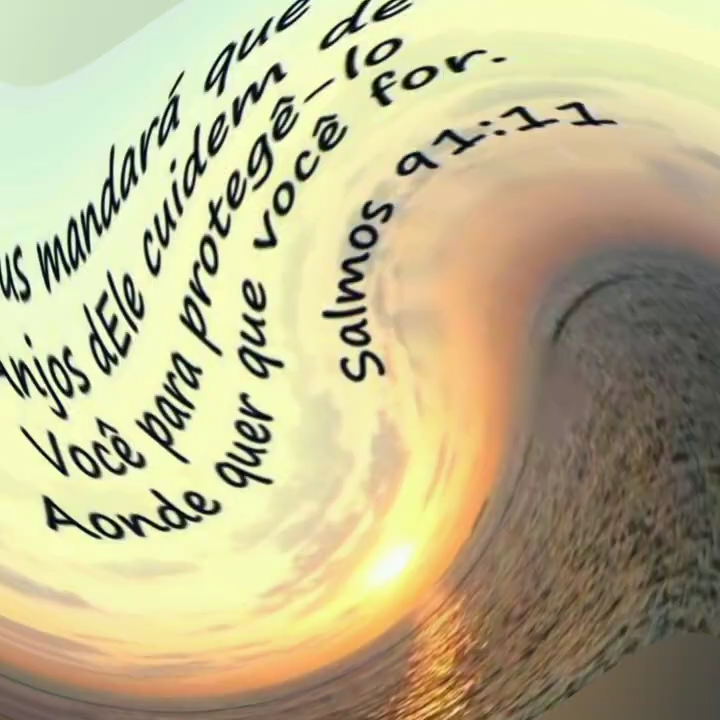 us mandará que
Anjos dEle cuidem de
Você para protegê-lo
Aonde quer que você for.
Salmos 91:11